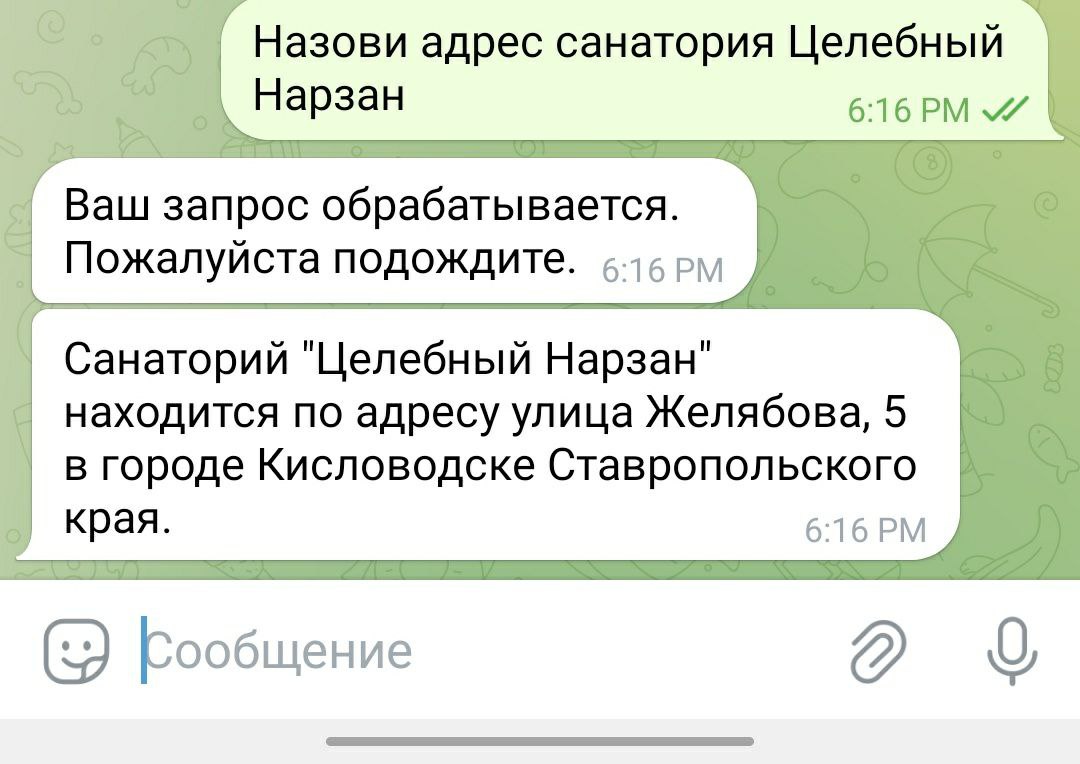 Назови адрес санатория Целебный
Нарзан
6:16 PM
Ваш запрос обрабатывается.
Пожалуйста подождите.
6:16 PM
Санаторий "Целебный Нарзан"
находится по адресу улица Желябова, 5
в городе Кисловодске Ставропольского
края.
6:16 PM
Сообщение